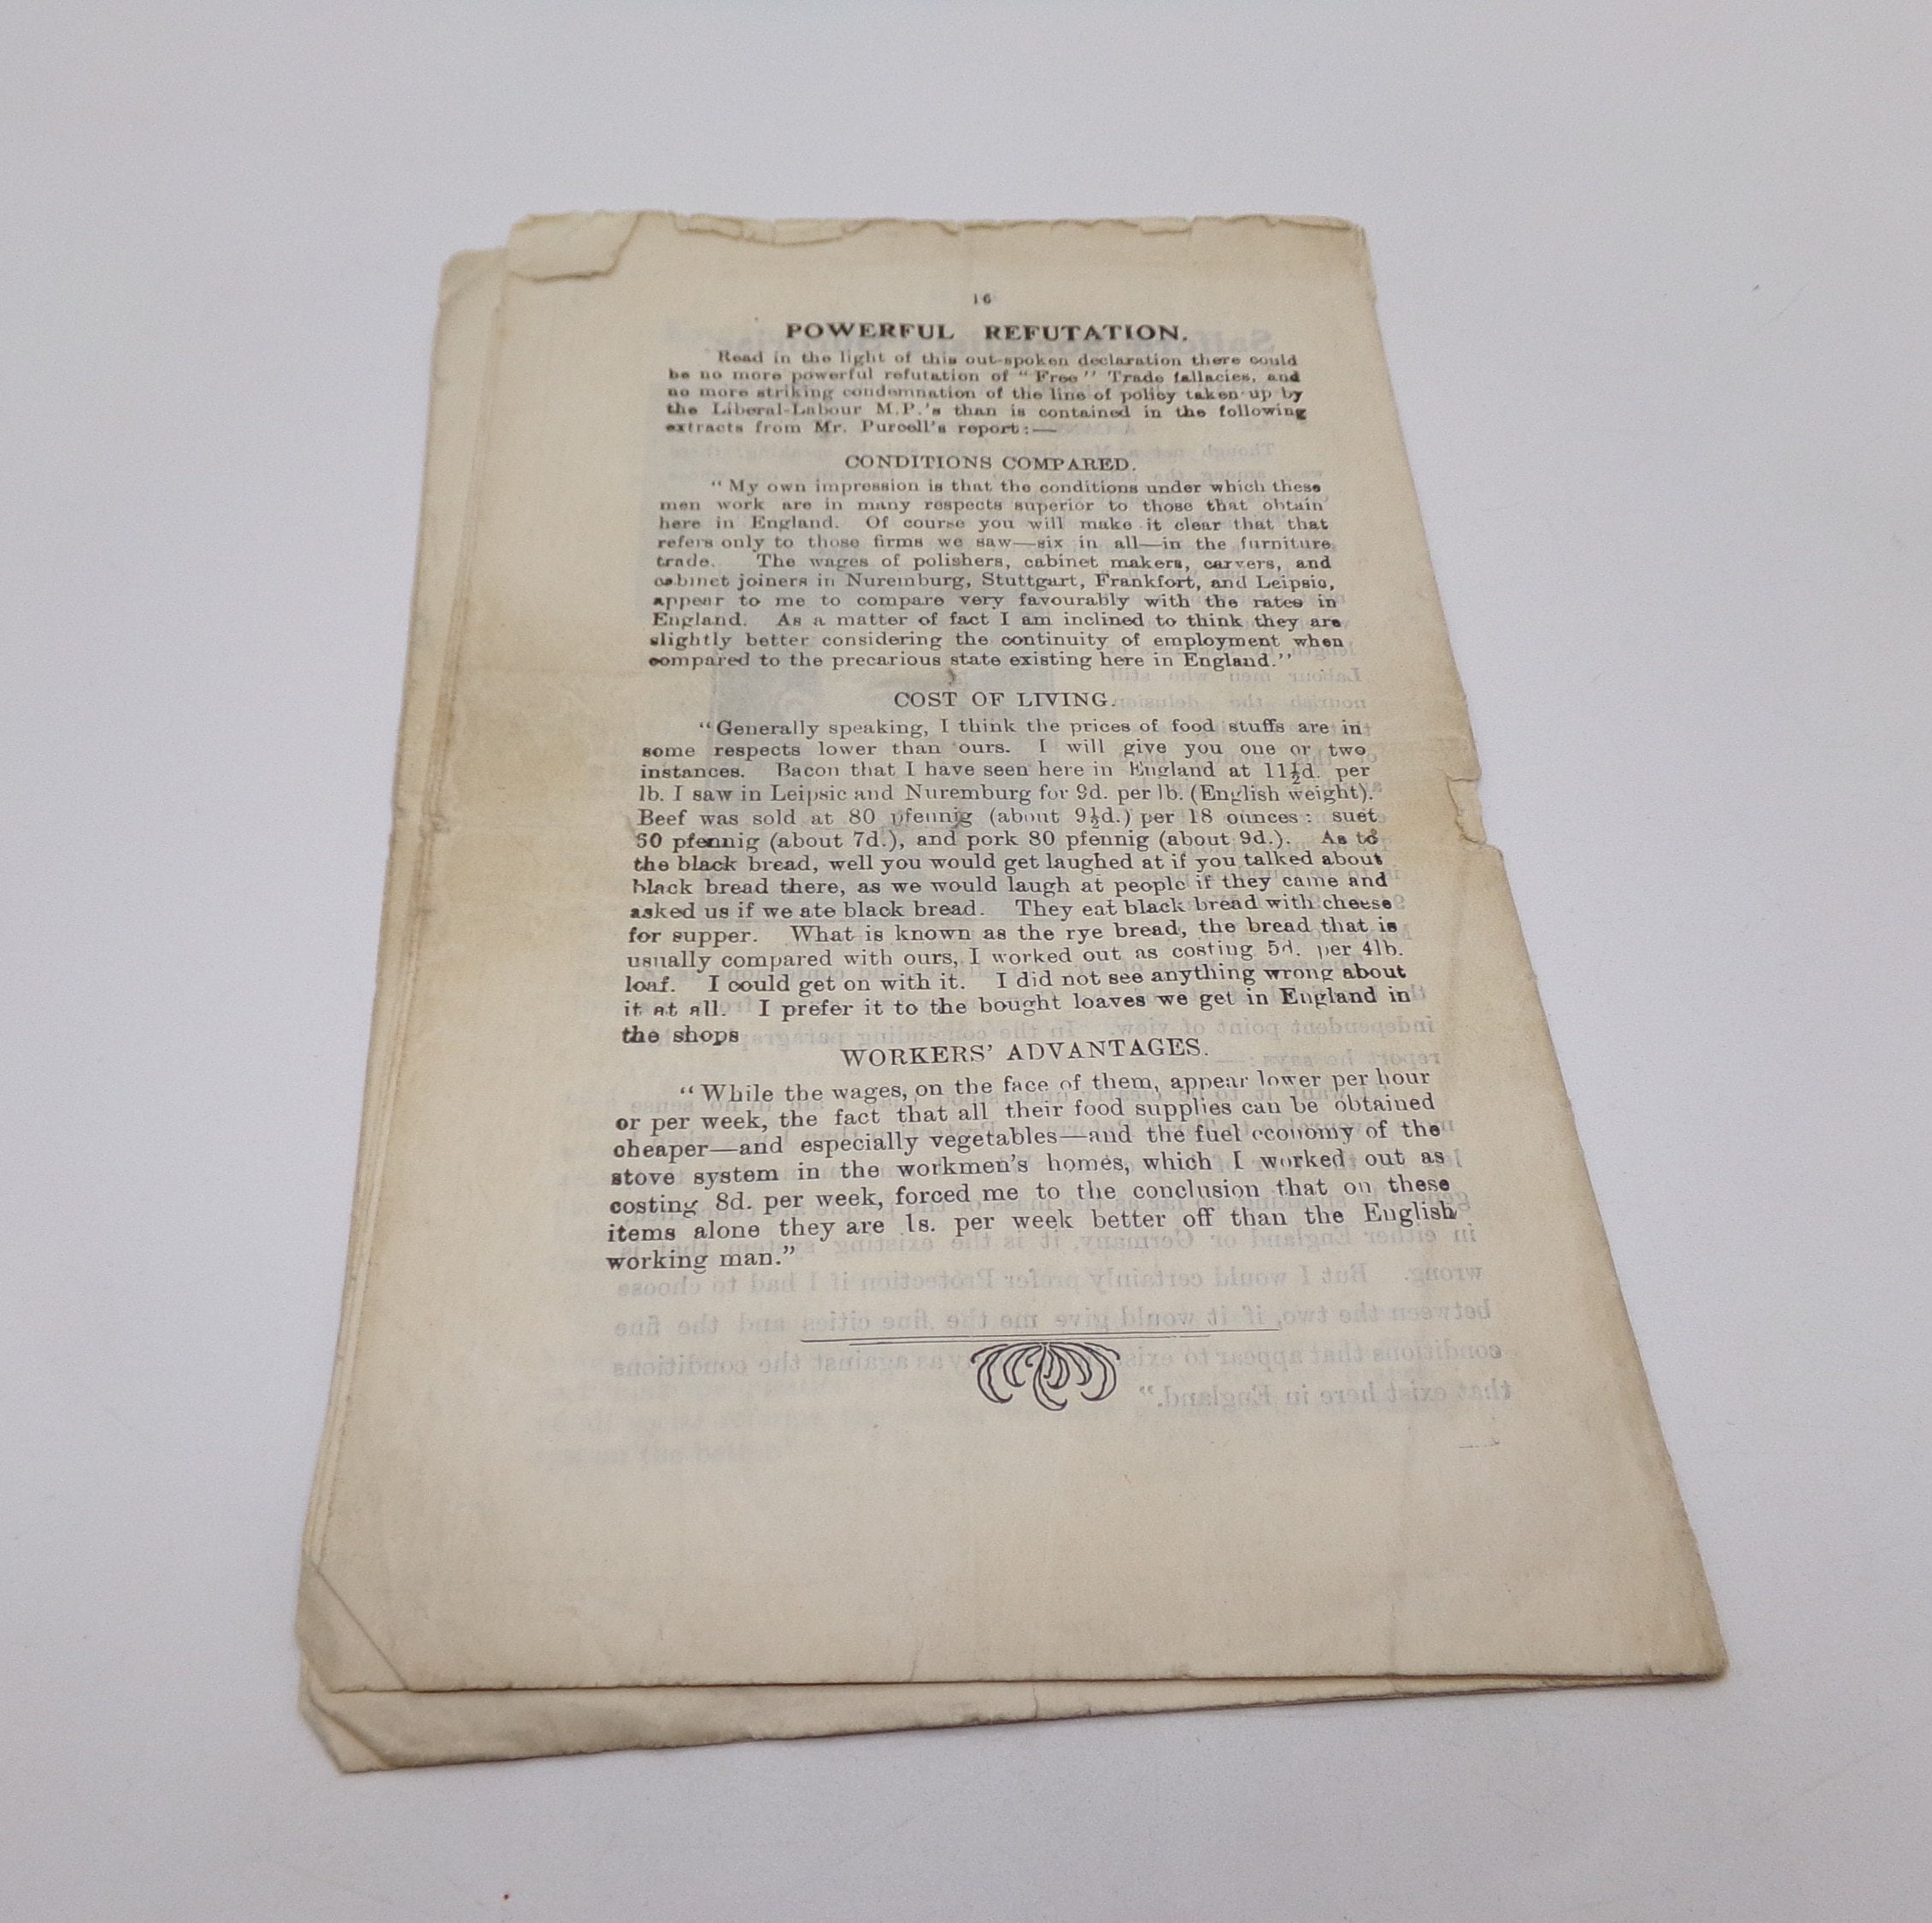 16
POWERFUL REFUTATION.
Read in the light of this out-spoken declaration there could
be no more powerful refutation of "Free" Trade fallacies, and
no more striking condemnation of the line of policy taken up by
the Liberal-Labour M.P.'s than is contained in the following
extracts from Mr. Purcell's report:—
CONDITIONS COMPARED.
"My own impression is that the conditions under which these
men work are in many respects superior to those that obtain
here in England. Of course you will make it clear that that
refers only to those firms we saw—six in all—in the furniture
trade. The wages of polishers, cabinet makers, carvers, and
cabinet joiners in Nuremburg, Stuttgart, Frankfort, and Leipsic,
appear to me to compare very favourably with the rates in
England. As a matter of fact I am inclined to think they are
slightly better considering the continuity of employment when
compared to the precarious state existing here in England."
COST OF LIVING.
"Generally speaking, I think the prices of food stuffs are in
some respects lower than ours. I will give you one or two
instances. Bacon that I have seen here in England at 11½d. per
lb. I saw in Leipsic and Nuremburg for 9d. per lb. (English weight).
Beef was sold at 80 pfennig (about 9½d.) per 18 ounces: suet
60 pfennig (about 7d.), and pork 80 pfennig (about 9d.). As to
the black bread, well you would get laughed at if you talked about
black bread there, as we would laugh at people if they came and
asked us if we ate black bread. They eat black bread with cheese
for supper. What is known as the rye bread, the bread that is
usually compared with ours, I worked out as costing 5d. per 4lb.
loaf. I could get on with it. I did not see anything wrong about
it at all. I prefer it to the bought loaves we get in England in
the shops
WORKERS' ADVANTAGES.
"While the wages, on the face of them, appear lower per hour
or per week, the fact that all their food supplies can be obtained
cheaper—and especially vegetables—and the fuel economy of the
stove system in the workmen's homes, which I worked out as
costing 8d. per week, forced me to the conclusion that on these
items alone they are 1s. per week better off than the English
working man."